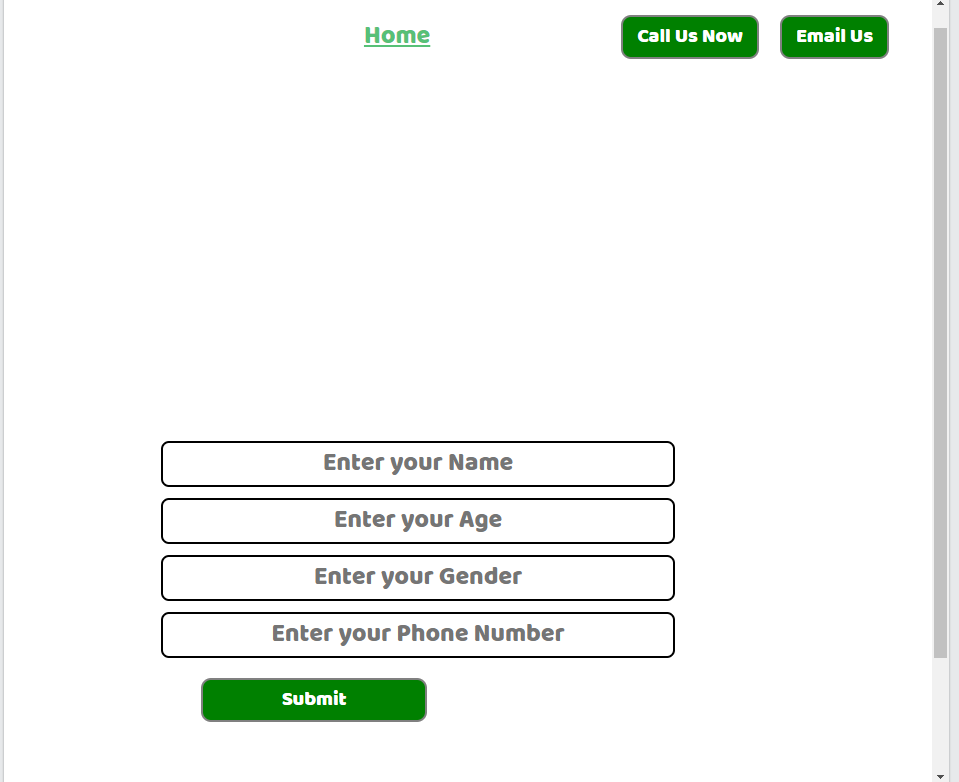 Home
Call Us Now
Email Us
Enter your Name
Enter your Age
Enter your Gender
Enter your Phone Number
Submit